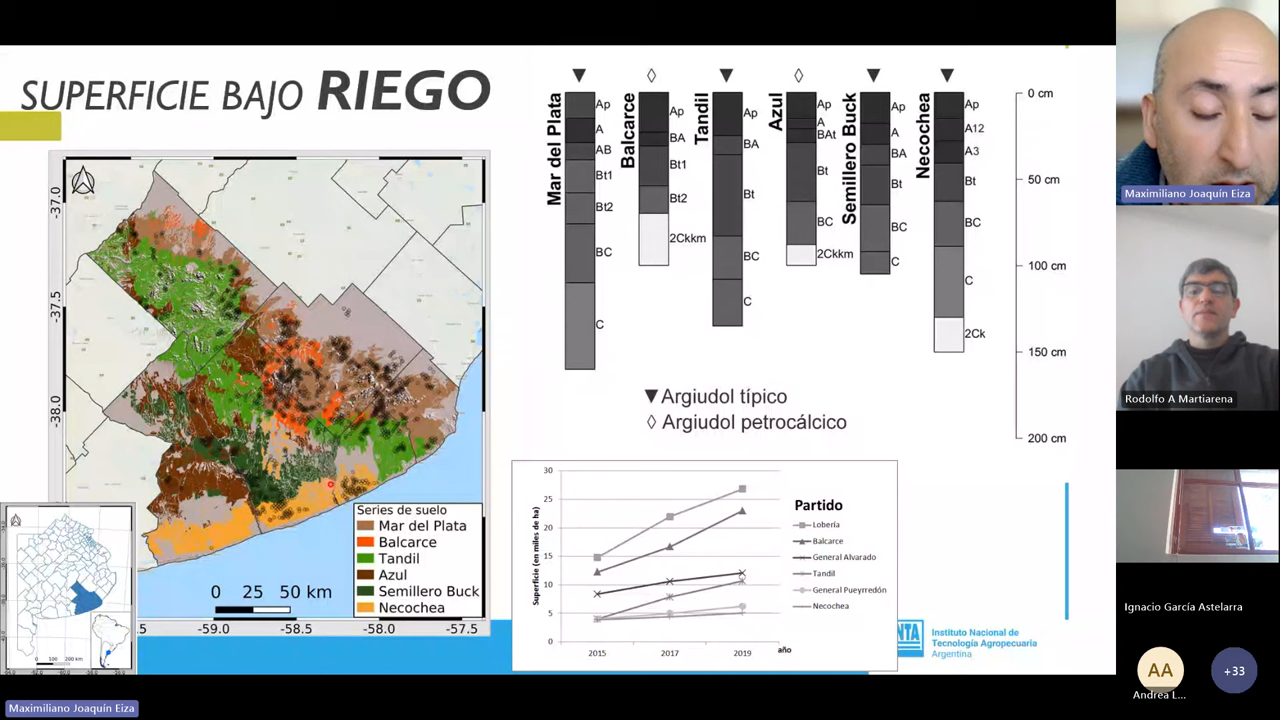 SUPERFICIE BAJO RIEGO
-37.0
-37.5
-38.0
-59.0
-58.5
-58.0
-57.5
0 25 50 km
Series de suelo
Mar del Plata
Balcarce
Tandil
Azul
Semillero Buck
Necochea
Mar del Plata
Ap
A
AB
Bt1
Bt2
BC
C
Balcarce
Ap
BA
Bt1
Bt2
2Ckkm
Tandil
Ap
BA
Bt
BC
C
Azul
Ap
A
BAt
Bt
BC
2Ckkm
Semillero Buck
Ap
A
BA
Bt
BC
C
Necochea
Ap
A12
A3
Bt
BC
C
2Ck
0 cm
50 cm
100 cm
150 cm
200 cm
Argiudol típico
Argiudol petrocálcico
Superficie (en miles de ha)
30
25
20
15
10
5
0
2015
2017
2019
año
Partido
Lobería
Balcarce
General Alvarado
Tandil
General Pueyrredón
Necochea
NTA
Instituto Nacional de
Tecnología Agropecuaria
Argentina
Maximiliano Joaquín Eiza
Rodolfo A Martiarena
Ignacio García Astelarra
AA
Andrea L...
+33
Maximiliano Joaquín Eiza